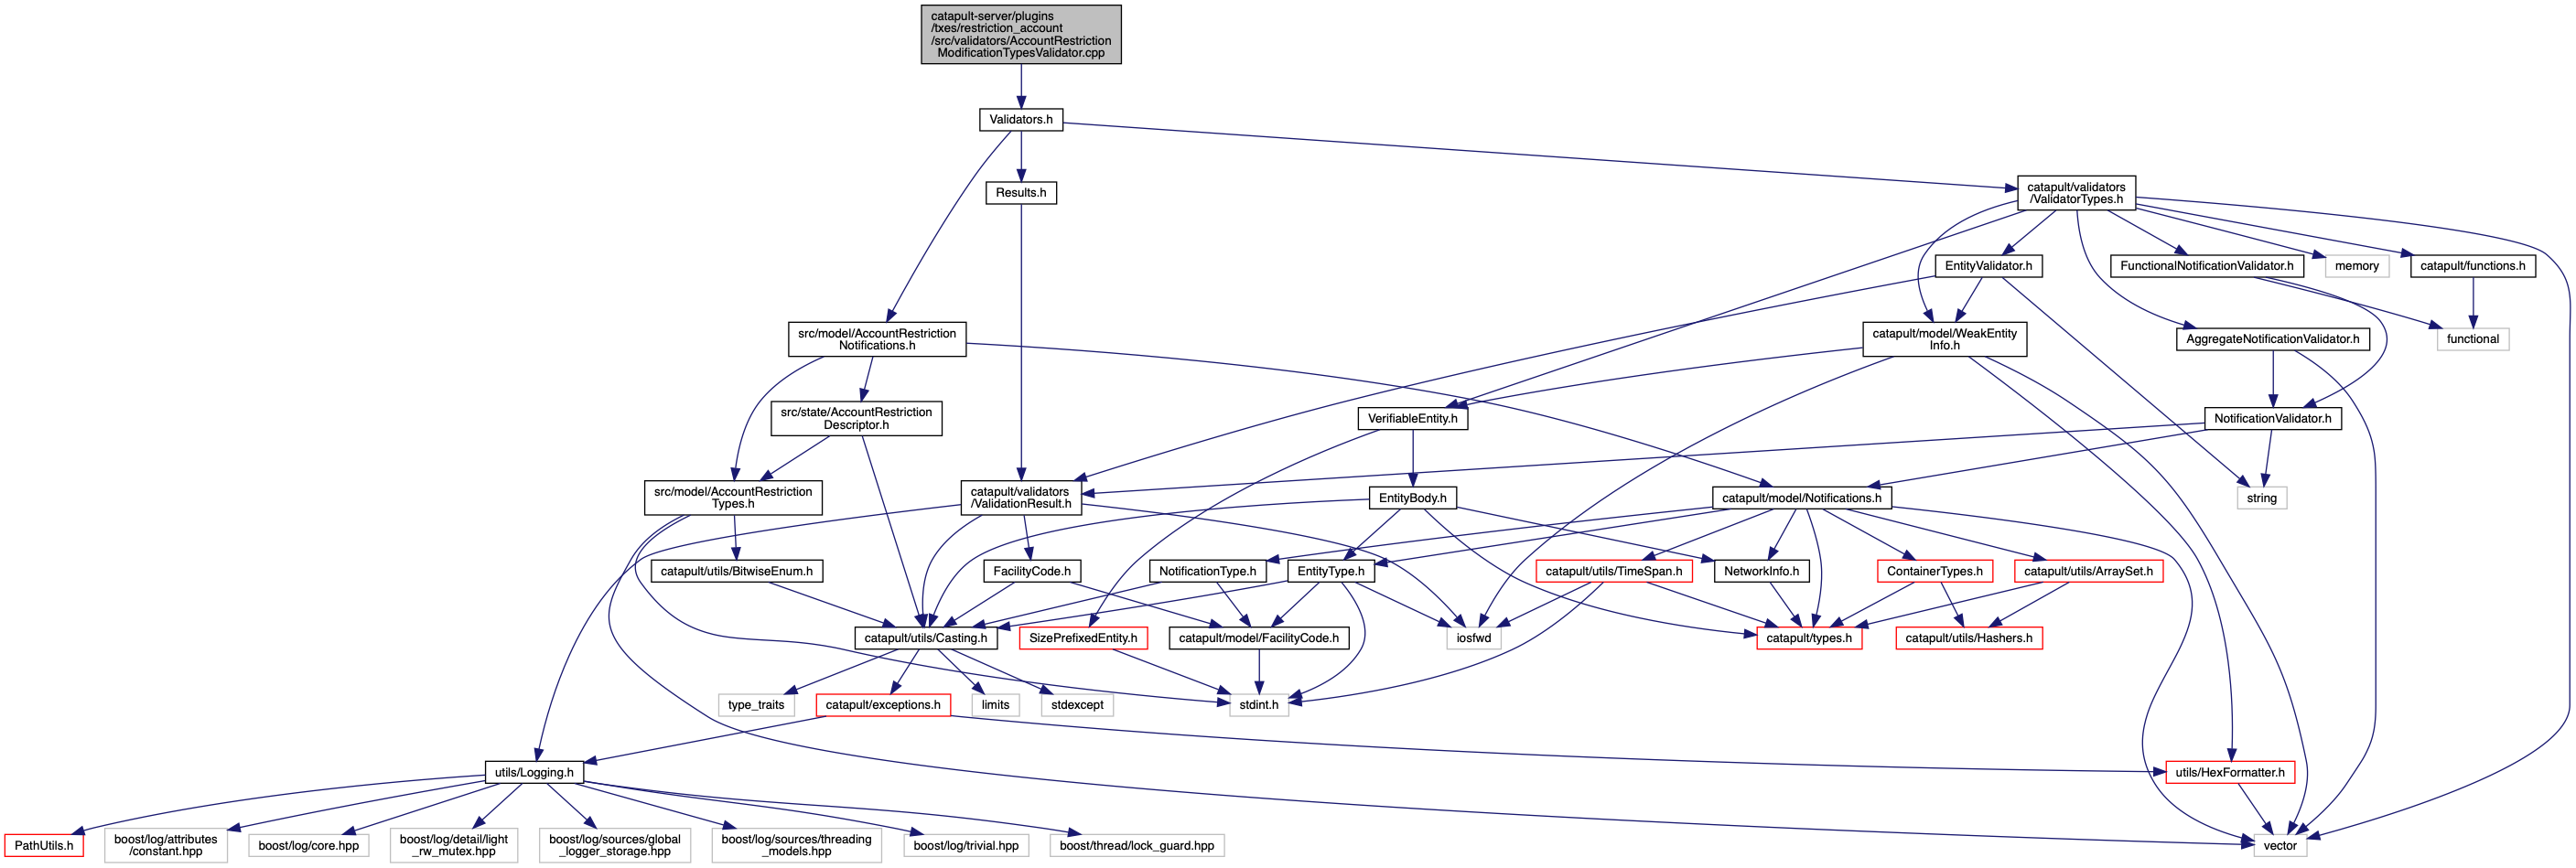 catapult-server/plugins
/txes/restriction_account
/src/validators/AccountRestriction
ModificationTypesValidator.cpp
Validators.h
Results.h
catapult/validators
/ValidatorTypes.h
EntityValidator.h
FunctionalNotificationValidator.h
memory
catapult/functions.h
src/model/AccountRestriction
Notifications.h
catapult/model/WeakEntity
Info.h
AggregateNotificationValidator.h
functional
src/state/AccountRestriction
Descriptor.h
VerifiableEntity.h
NotificationValidator.h
src/model/AccountRestriction
Types.h
catapult/validators
/ValidationResult.h
EntityBody.h
catapult/model/Notifications.h
string
catapult/utils/BitwiseEnum.h
FacilityCode.h
NotificationType.h
EntityType.h
catapult/utils/TimeSpan.h
NetworkInfo.h
ContainerTypes.h
catapult/utils/ArraySet.h
catapult/utils/Casting.h
SizePrefixedEntity.h
catapult/model/FacilityCode.h
iosfwd
catapult/types.h
catapult/utils/Hashers.h
type_traits
catapult/exceptions.h
limits
stdexcept
stdint.h
utils/Logging.h
utils/HexFormatter.h
PathUtils.h
boost/log/attributes
/constant.hpp
boost/log/core.hpp
boost/log/detail/light
_rw_mutex.hpp
boost/log/sources/global
_logger_storage.hpp
boost/log/sources/threading
_models.hpp
boost/log/trivial.hpp
boost/thread/lock_guard.hpp
vector